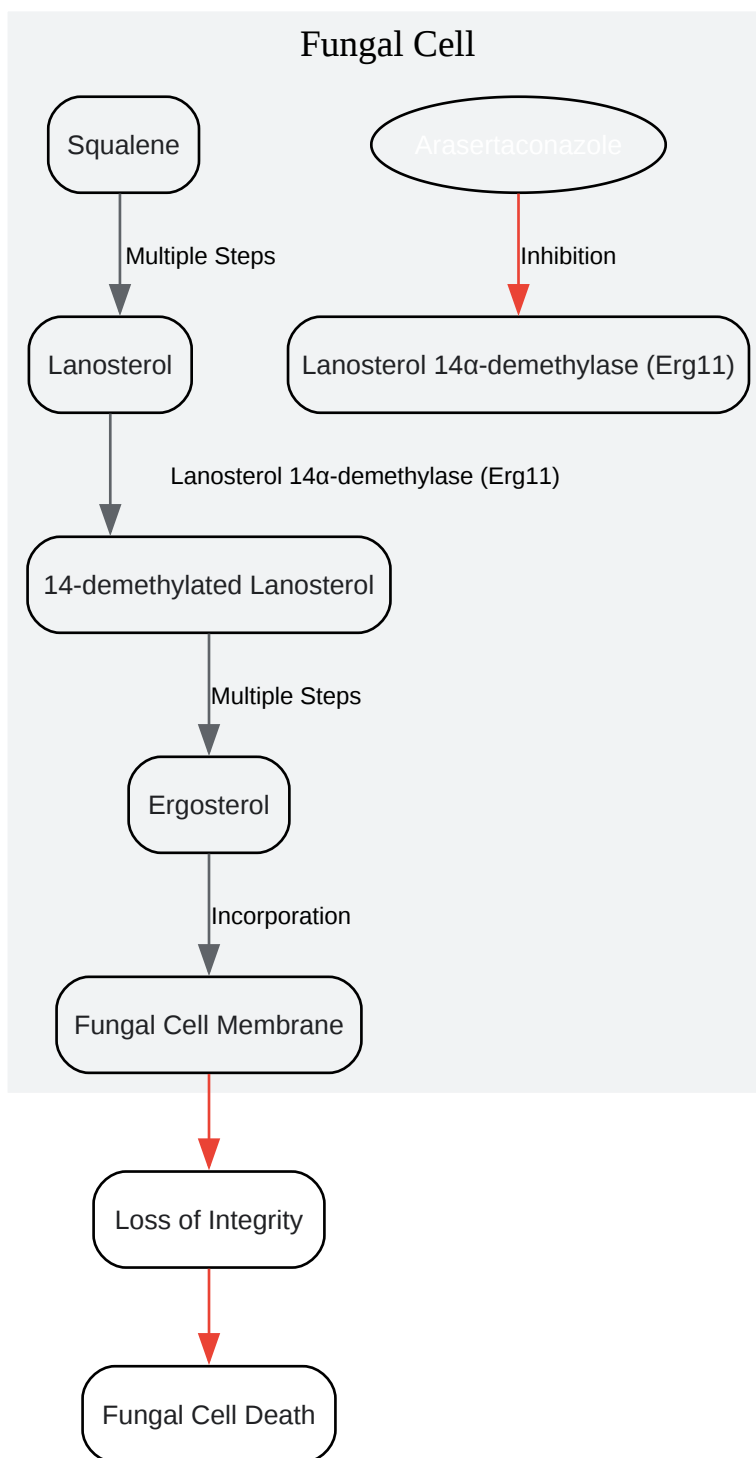 Fungal Cell
Squalene
Arasertaconazole
Multiple Steps
Inhibition
Lanosterol
Lanosterol 14α-demethylase (Erg11)
Lanosterol 14α-demethylase (Erg11)
14-demethylated Lanosterol
Multiple Steps
Ergosterol
Incorporation
Fungal Cell Membrane
Loss of Integrity
Fungal Cell Death